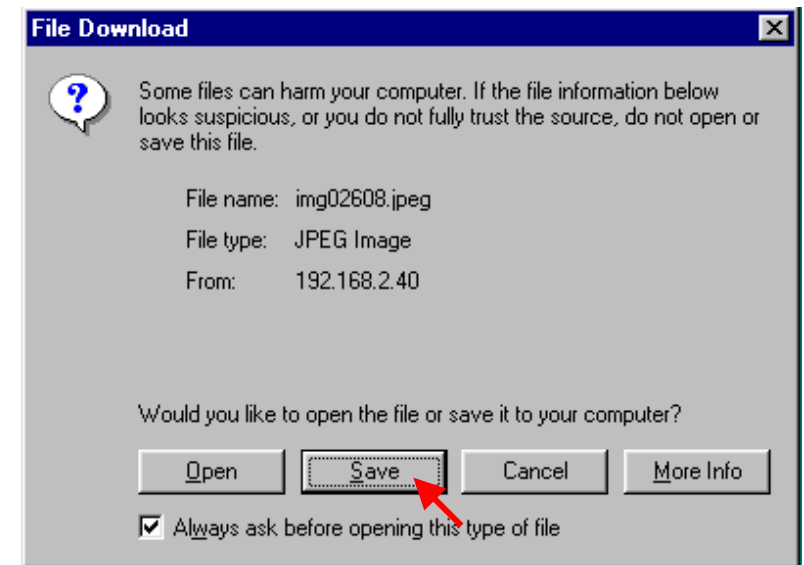 File Download
?
Some files can harm your computer. If the file information below
looks suspicious, or you do not fully trust the source, do not open or
save this file.
File name: img02608.jpeg
File type: JPEG Image
From: 192.168.2.40
Would you like to open the file or save it to your computer?
Open Save Cancel More Info
Always ask before opening this type of file